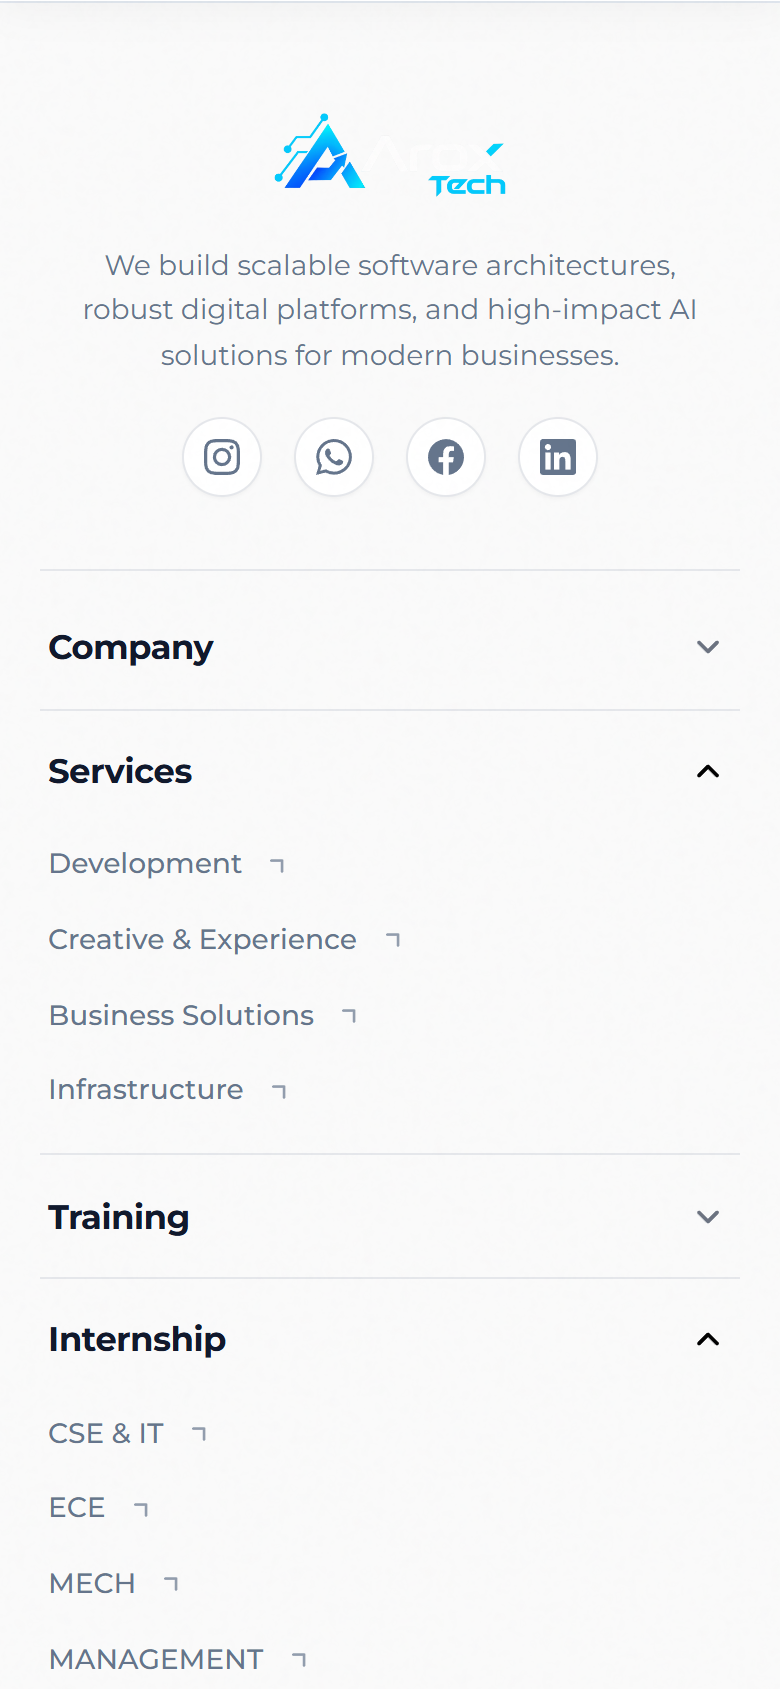 Arox
Tech
We build scalable software architectures,
robust digital platforms, and high-impact AI
solutions for modern businesses.
Company
Services
Development
Creative & Experience
Business Solutions
Infrastructure
Training
Internship
CSE & IT
ECE
MECH
MANAGEMENT